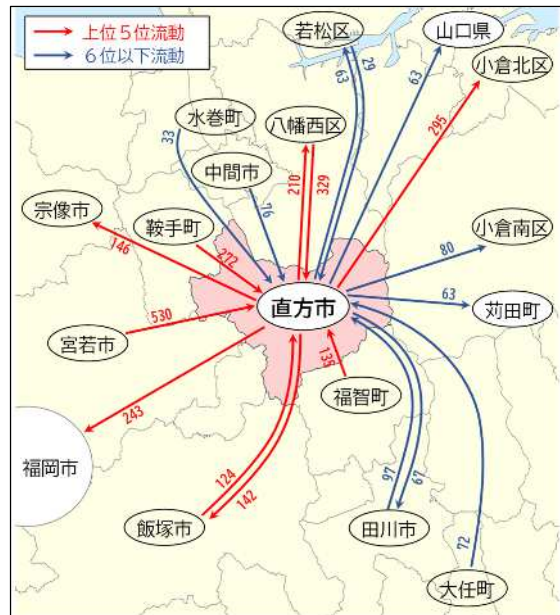 上位5位流動
6位以下流動
若松区
山口県
小倉北区
水巻町
八幡西区
中間市
宗像市
鞍手町
小倉南区
直方市
宮若市
苅田町
福智町
福岡市
飯塚市
田川市
大任町
33
76
210
329
63
29
63
295
146
272
80
63
530
135
243
124
142
97
67
72